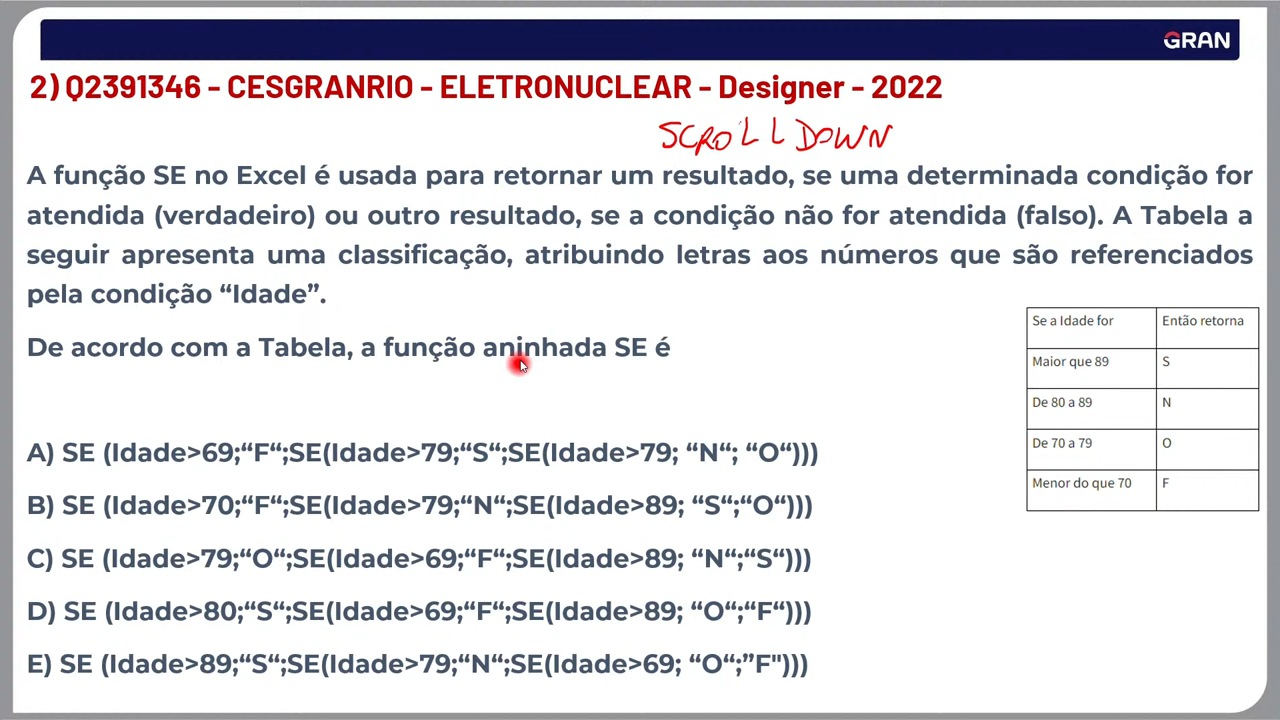 GRAN
2) Q2391346 - CESGRANRIO - ELETRONUCLEAR - Designer - 2022
SCROLL DOWN
A função SE no Excel é usada para retornar um resultado, se uma determinada condição for
atendida (verdadeiro) ou outro resultado, se a condição não for atendida (falso). A Tabela a
seguir apresenta uma classificação, atribuindo letras aos números que são referenciados
pela condição “Idade”.
De acordo com a Tabela, a função aninhada SE é
Se a Idade for Então retorna
Maior que 89 S
De 80 a 89 N
De 70 a 79 O
Menor do que 70 F
A) SE (Idade>69;“F“;SE(Idade>79;“S“;SE(Idade>79; “N“; “O“)))
B) SE (Idade>70;“F“;SE(Idade>79;“N“;SE(Idade>89; “S“;“O“)))
C) SE (Idade>79;“O“;SE(Idade>69;“F“;SE(Idade>89; “N“;“S“)))
D) SE (Idade>80;“S“;SE(Idade>69;“F“;SE(Idade>89; “O“;“F“)))
E) SE (Idade>89;“S“;SE(Idade>79;“N“;SE(Idade>69; “O“;”F")))